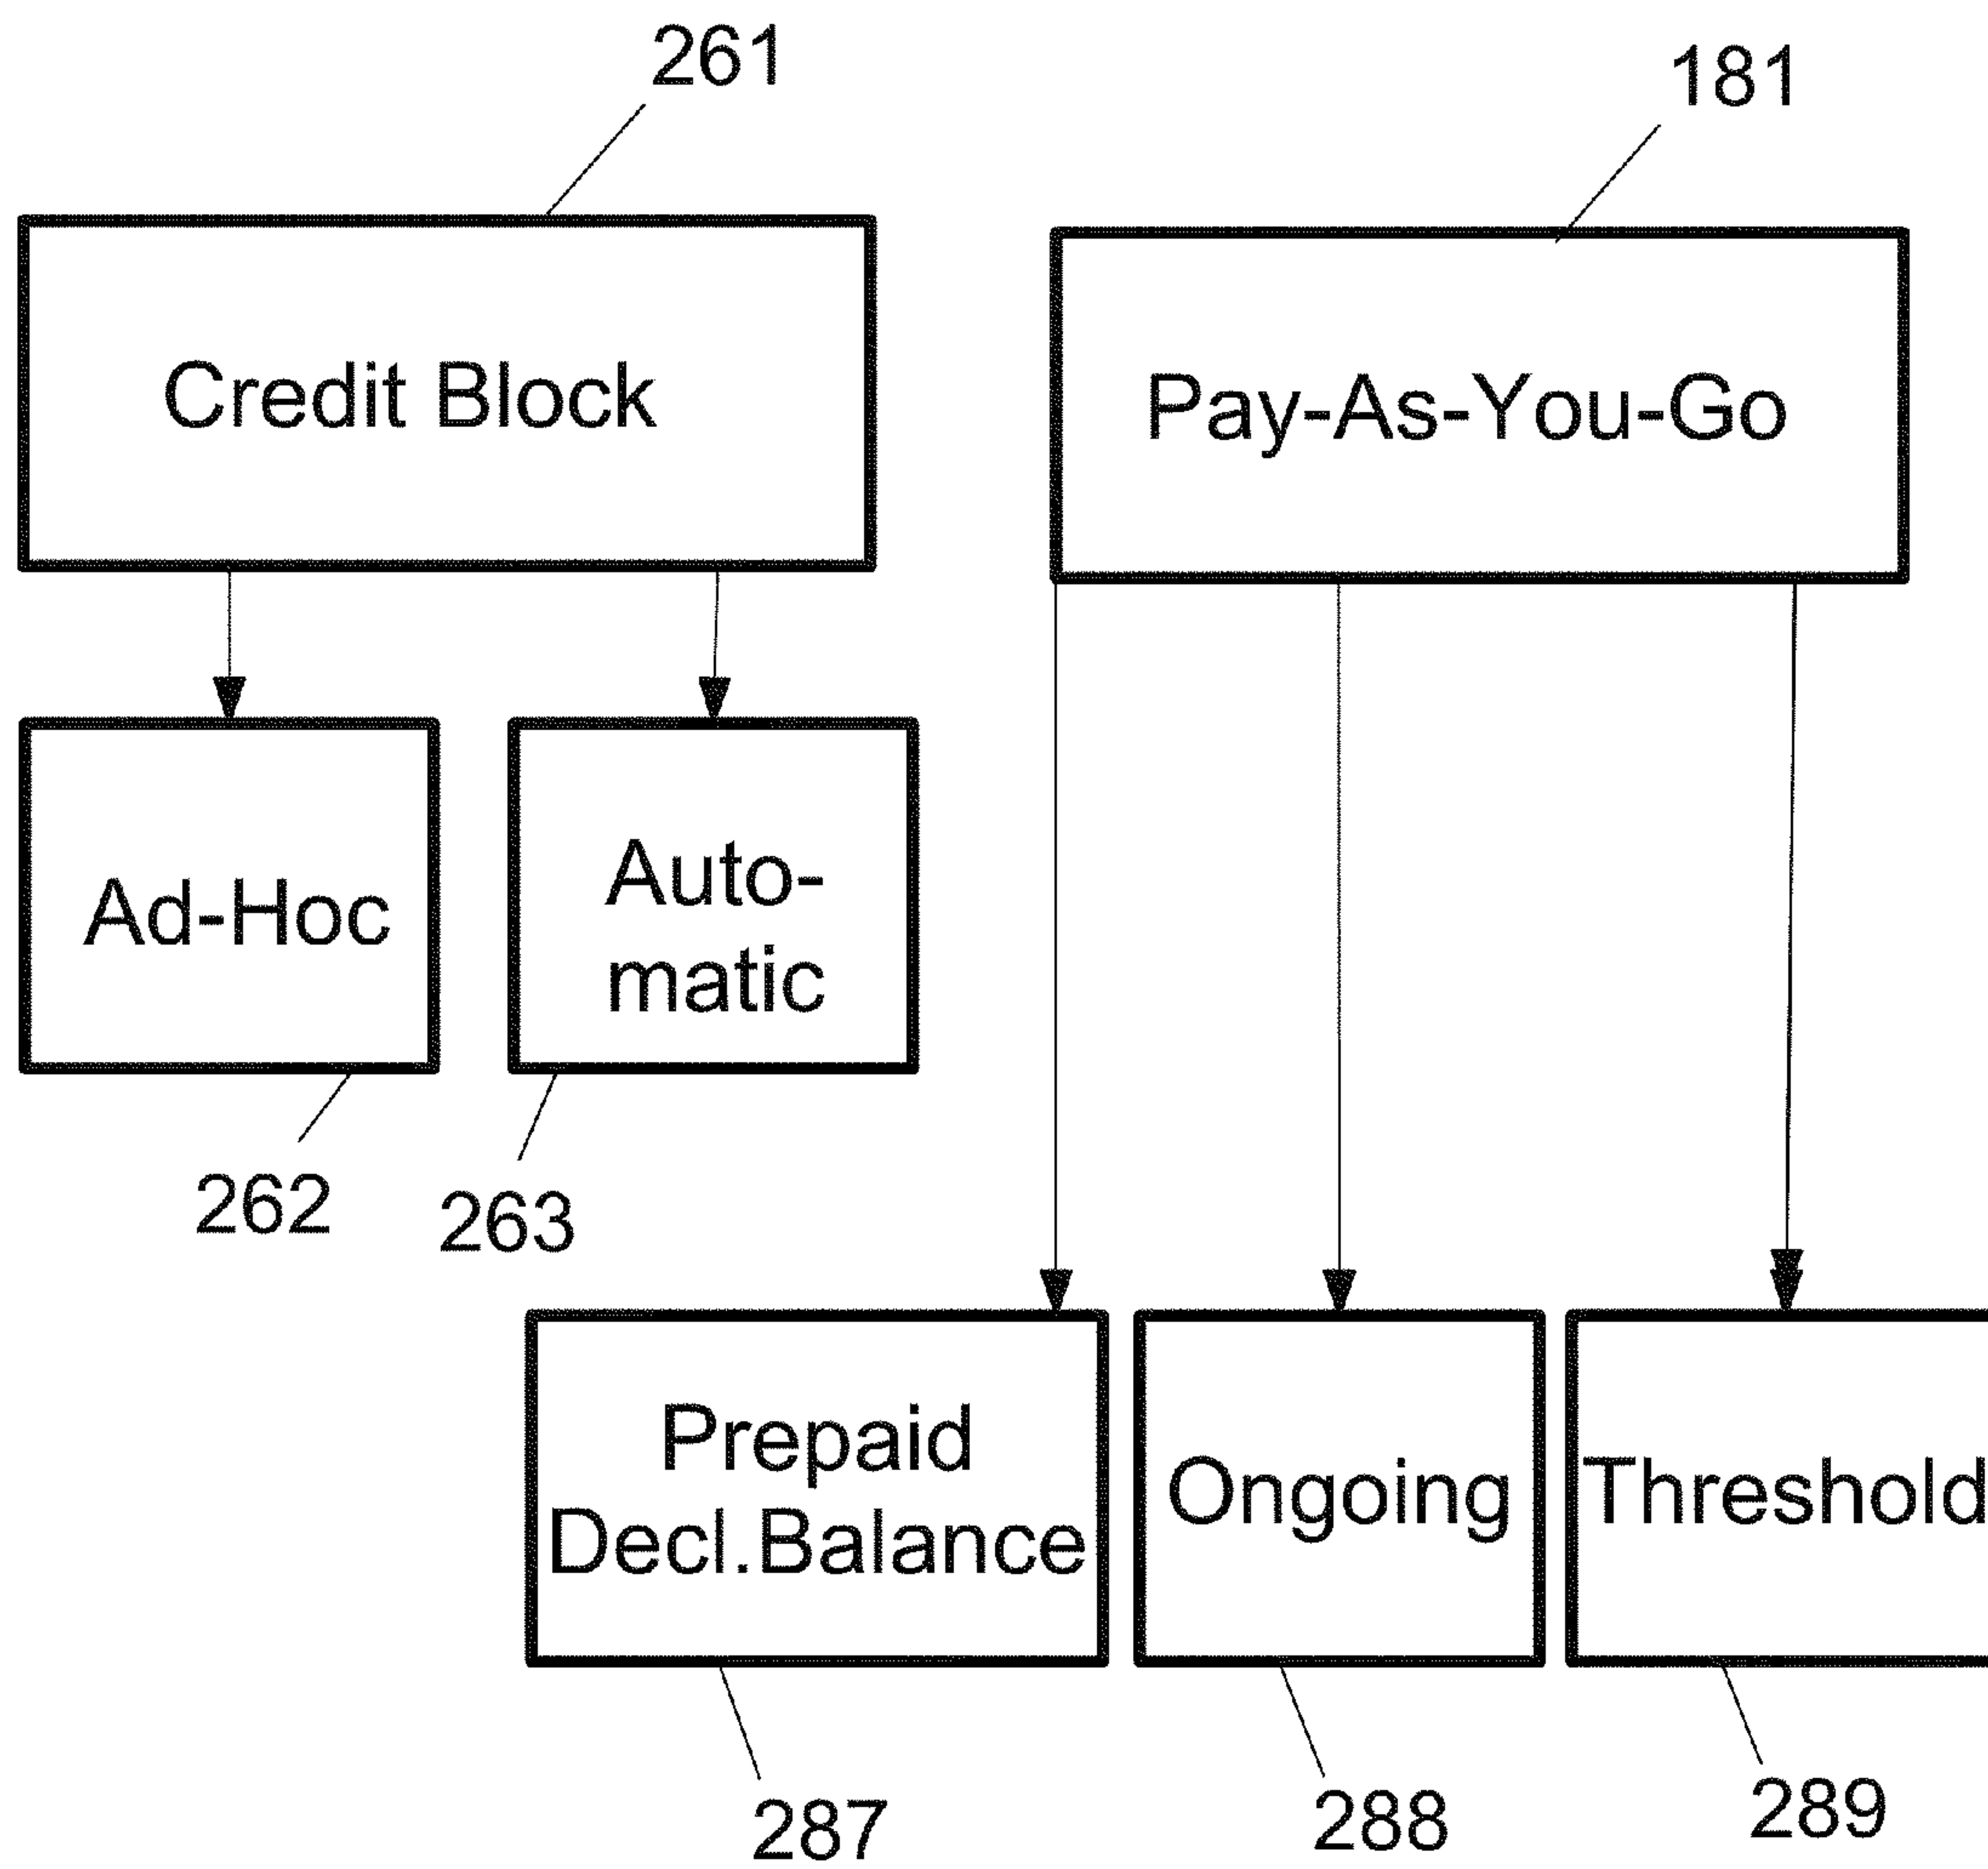 261
181
Credit Block
Pay-As-You-Go
Ad-Hoc
Auto-
matic
262
263
Prepaid
Decl.Balance
Ongoing
Threshold
287
288
289